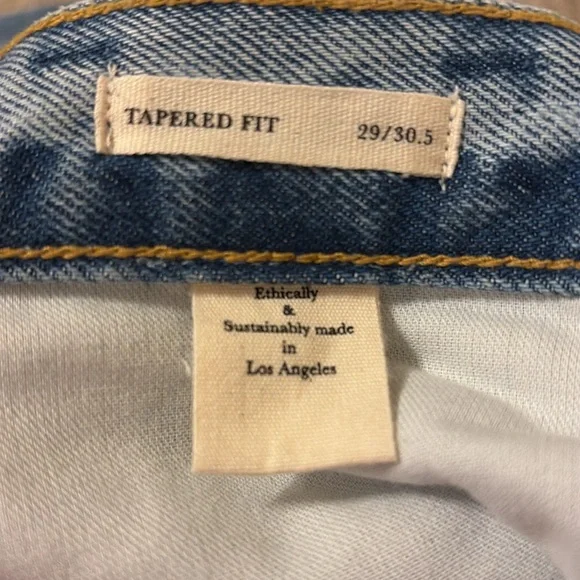 TAPERED FIT 29/30.5
Ethically
&
Sustainably made
in
Los Angeles